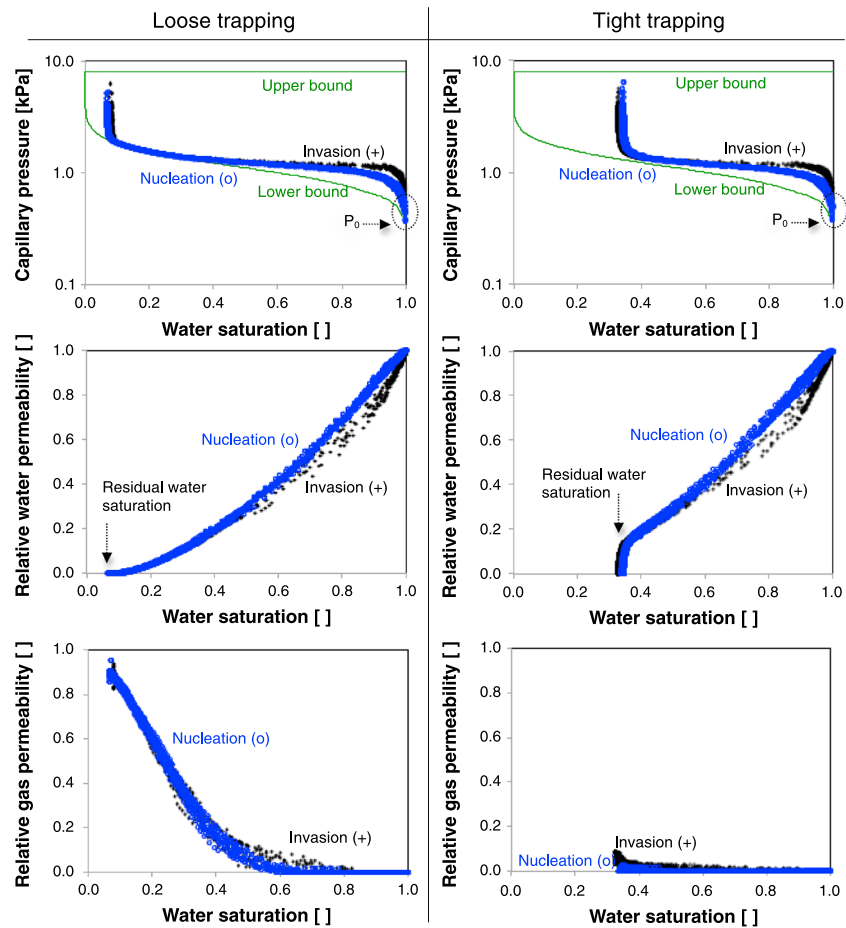 Loose trapping
Tight trapping
Capillary pressure [kPa]
10.0
1.0
0.1
Upper bound
Invasion (+)
Nucleation (o)
Lower bound
P0
0.0 0.2 0.4 0.6 0.8 1.0
Water saturation [ ]
Capillary pressure [kPa]
10.0
1.0
0.1
Upper bound
Invasion (+)
Nucleation (o)
Lower bound
P0
0.0 0.2 0.4 0.6 0.8 1.0
Water saturation [ ]
Relative water permeability [ ]
1.0
0.8
0.6
0.4
0.2
0.0
Nucleation (o)
Residual water
saturation
Invasion (+)
0.0 0.2 0.4 0.6 0.8 1.0
Water saturation [ ]
Relative water permeability [ ]
1.0
0.8
0.6
0.4
0.2
0.0
Nucleation (o)
Residual water
saturation
Invasion (+)
0.0 0.2 0.4 0.6 0.8 1.0
Water saturation [ ]
Relative gas permeability [ ]
1.0
0.8
0.6
0.4
0.2
0.0
Nucleation (o)
Invasion (+)
0.0 0.2 0.4 0.6 0.8 1.0
Water saturation [ ]
Relative gas permeability [ ]
1.0
0.8
0.6
0.4
0.2
0.0
Invasion (+)
Nucleation (o)
0.0 0.2 0.4 0.6 0.8 1.0
Water saturation [ ]